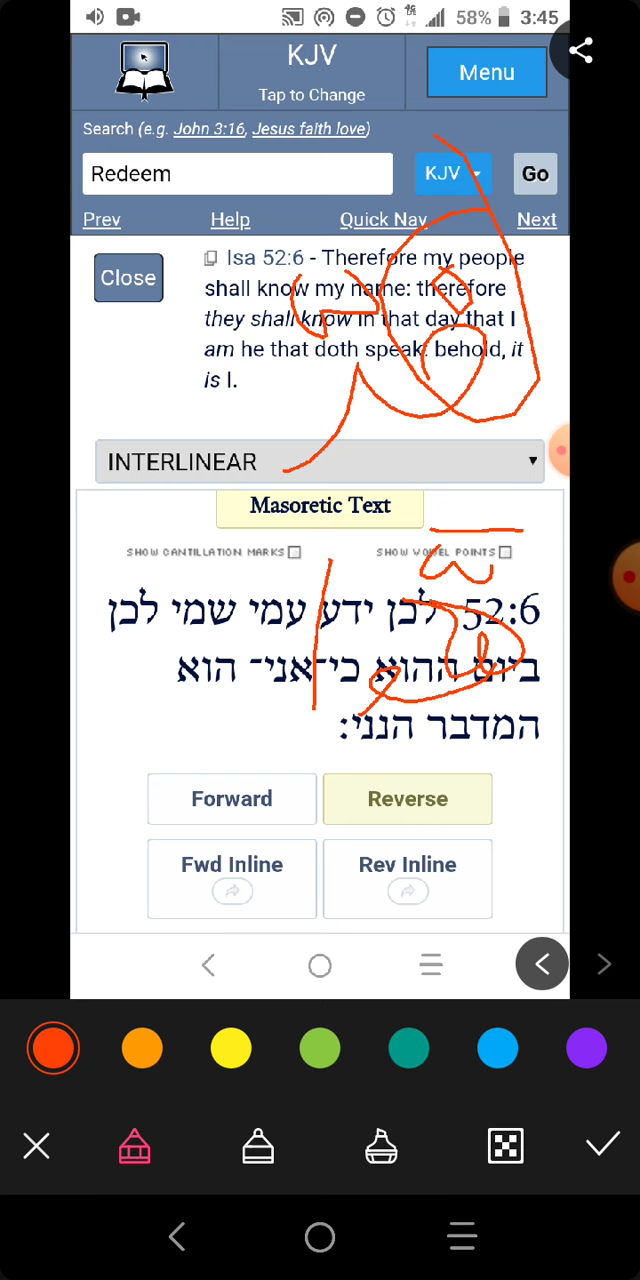 4G
58%
3:45
KJV
Tap to Change
Menu
Search (e.g. John 3:16, Jesus faith love)
Redeem
KJV
Go
Prev
Help
Quick Nav
Next
Close
Isa 52:6 - Therefore my people
shall know my name: therefore
they shall know in that day that I
am he that doth speak: behold, it
is I.
INTERLINEAR
Masoretic Text
SHOW CANTILLATION MARKS
SHOW VOWEL POINTS
52:6 לכן ידע עמי שמי לכן
ביום ההוא כי־אני־ הוא
המדבר הנני׃
Forward
Reverse
Fwd Inline
Rev Inline